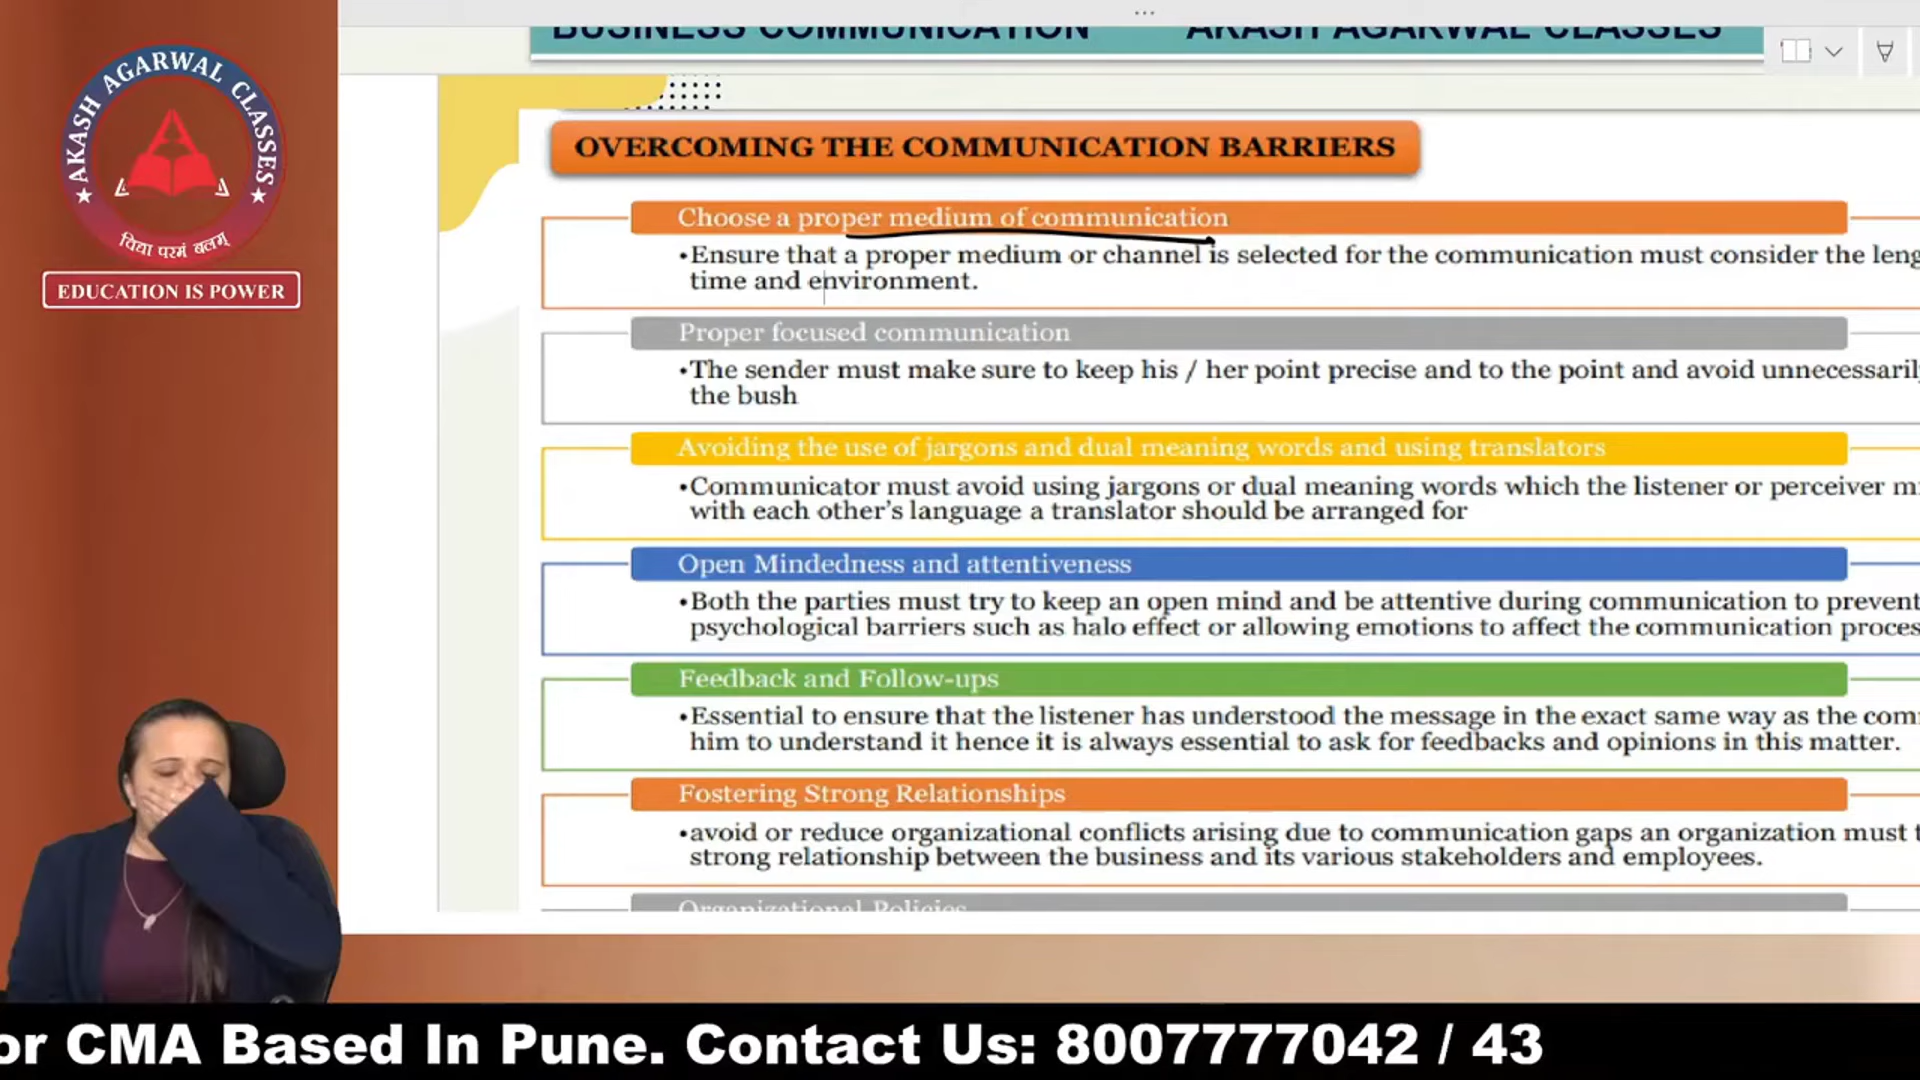 BUSINESS COMMUNICATION AKASH AGARWAL CLASSES
AKASH AGARWAL CLASSES
विद्या परमं बलम्
EDUCATION IS POWER
OVERCOMING THE COMMUNICATION BARRIERS
Choose a proper medium of communication
•Ensure that a proper medium or channel is selected for the communication must consider the
time and environment.
Proper focused communication
•The sender must make sure to keep his / her point precise and to the point and avoid
the bush
Avoiding the use of jargons and dual meaning words and using translators
•Communicator must avoid using jargons or dual meaning words which the listener or perceiver
with each other's language a translator should be arranged for
Open Mindedness and attentiveness
•Both the parties must try to keep an open mind and be attentive during communication to prevent
psychological barriers such as halo effect or allowing emotions to affect the communication
Feedback and Follow-ups
•Essential to ensure that the listener has understood the message in the exact same way as the
him to understand it hence it is always essential to ask for feedbacks and opinions in this matter.
Fostering Strong Relationships
•avoid or reduce organizational conflicts arising due to communication gaps an organization must
strong relationship between the business and its various stakeholders and employees.
Organizational Policies
or CMA Based In Pune. Contact Us: 8007777042 / 43